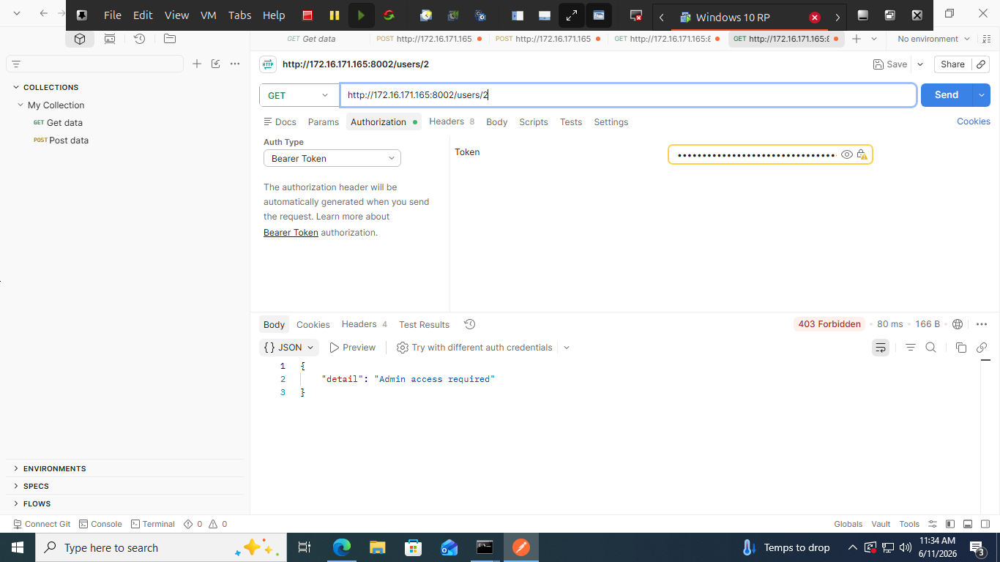 File Edit View VM Tabs Help
Windows 10 RP
GET Get data
POST http://172.16.171.165
POST http://172.16.171.165
GET http://172.16.171.165:8
GET http://172.16.171.165:8
No environment
HTTP http://172.16.171.165:8002/users/2
Save
Share
COLLECTIONS
My Collection
GET Get data
POST Post data
GET
http://172.16.171.165:8002/users/2
Send
Docs Params Authorization Headers 8 Body Scripts Tests Settings
Cookies
Auth Type
Bearer Token
Token
The authorization header will be
automatically generated when you send
the request. Learn more about
Bearer Token authorization.
Body Cookies Headers 4 Test Results
403 Forbidden • 80 ms • 166 B
{ } JSON Preview Try with different auth credentials
1 {
2 "detail": "Admin access required"
3 }
ENVIRONMENTS
SPECS
FLOWS
Connect Git Console Terminal 0 0
Globals Vault Tools
Type here to search
Temps to drop
11:34 AM
6/11/2026
3